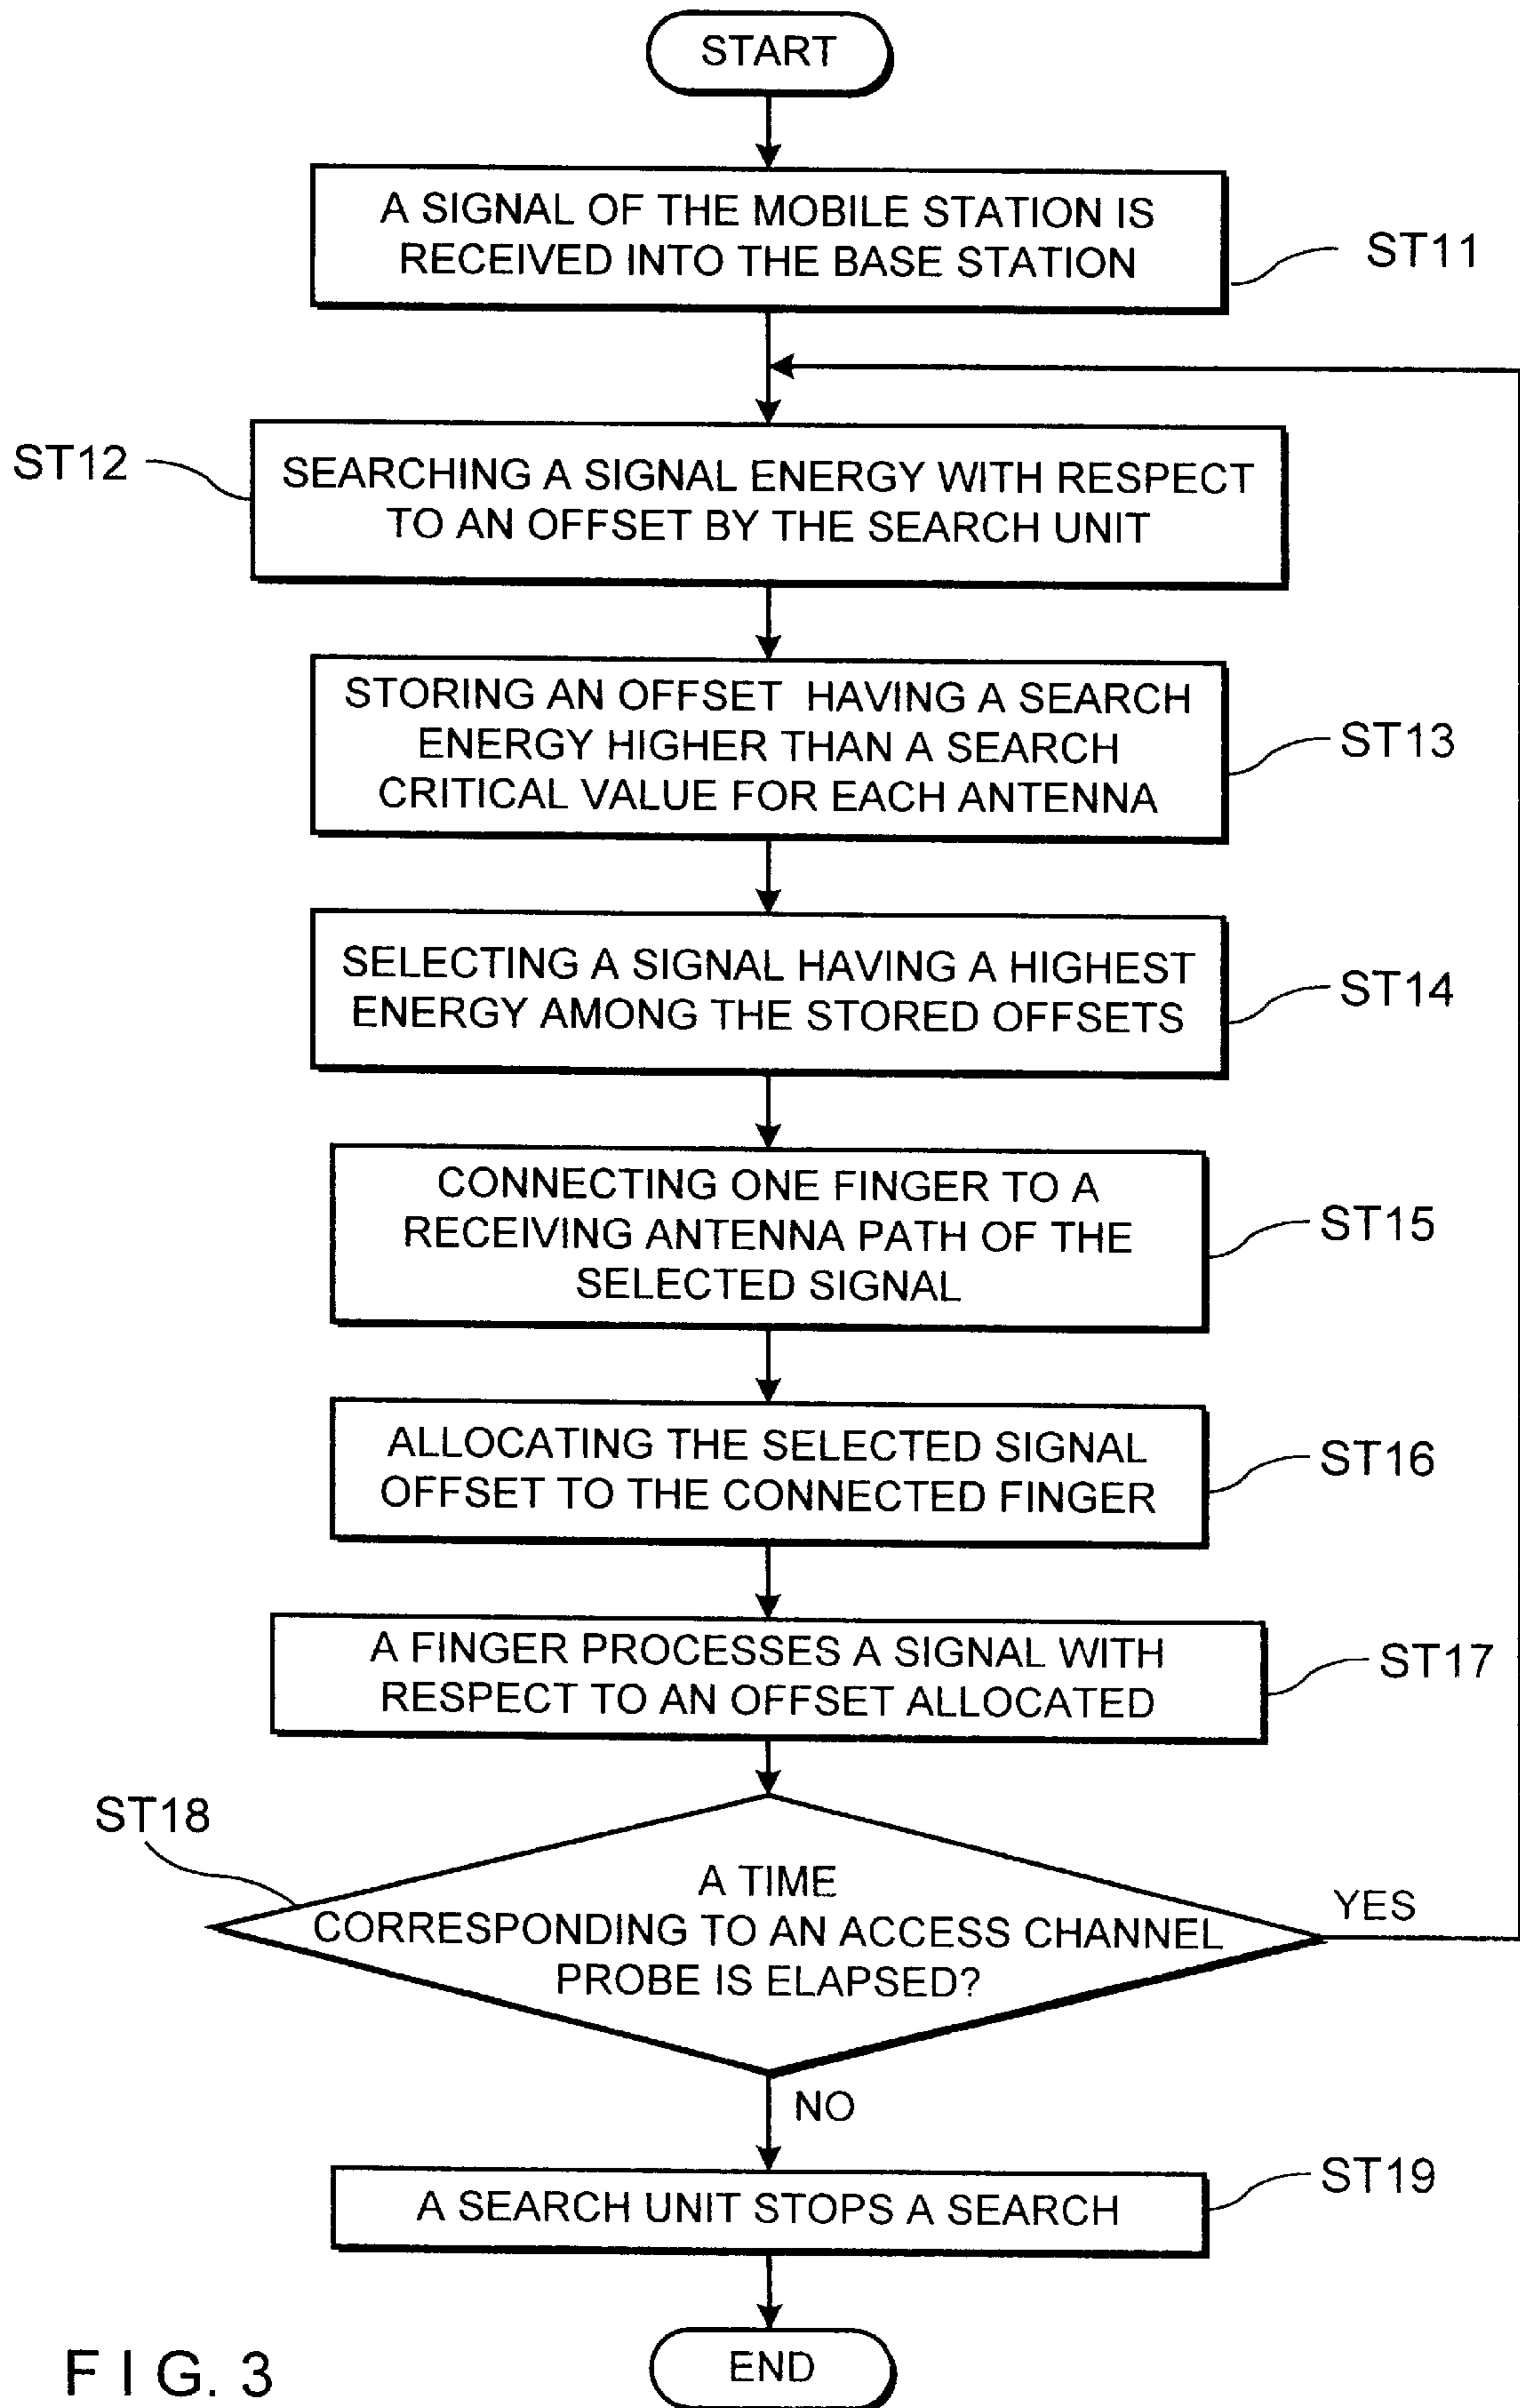 START
A SIGNAL OF THE MOBILE STATION IS
RECEIVED INTO THE BASE STATION
ST11
ST12
SEARCHING A SIGNAL ENERGY WITH RESPECT
TO AN OFFSET BY THE SEARCH UNIT
STORING AN OFFSET HAVING A SEARCH
ENERGY HIGHER THAN A SEARCH
CRITICAL VALUE FOR EACH ANTENNA
ST13
SELECTING A SIGNAL HAVING A HIGHEST
ENERGY AMONG THE STORED OFFSETS
ST14
CONNECTING ONE FINGER TO A
RECEIVING ANTENNA PATH OF THE
SELECTED SIGNAL
ST15
ALLOCATING THE SELECTED SIGNAL
OFFSET TO THE CONNECTED FINGER
ST16
A FINGER PROCESSES A SIGNAL WITH
RESPECT TO AN OFFSET ALLOCATED
ST17
ST18
A TIME
CORRESPONDING TO AN ACCESS CHANNEL
PROBE IS ELAPSED?
YES
NO
A SEARCH UNIT STOPS A SEARCH
ST19
END
FIG. 3